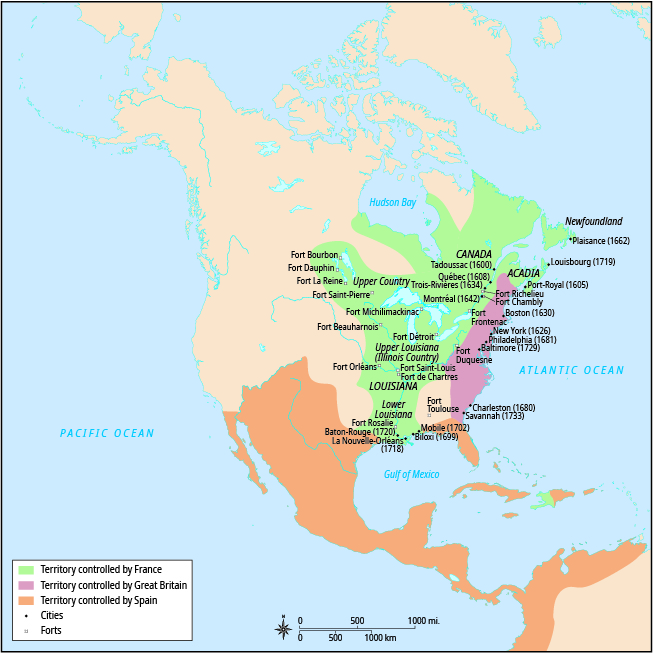 Hudson Bay
Newfoundland
Plaisance (1662)
CANADA
Tadoussac (1600)
Louisbourg (1719)
ACADIA
Québec (1608)
Trois-Rivières (1634)
Port-Royal (1605)
Montréal (1642)
Fort Richelieu
Fort Chambly
Fort Bourbon
Fort Dauphin
Fort La Reine
Upper Country
Fort Saint-Pierre
Fort Michilimackinac
Fort
Frontenac
Boston (1630)
Fort Beauharnois
New York (1626)
Fort Détroit
Philadelphia (1681)
Baltimore (1729)
Upper Louisiana
(Illinois Country)
Fort
Duquesne
Fort Orléans
Fort Saint-Louis
Fort de Chartres
ATLANTIC OCEAN
LOUISIANA
Lower
Louisiana
Fort
Toulouse
Charleston (1680)
Savannah (1733)
Fort Rosalie
Baton-Rouge (1720)
Mobile (1702)
Biloxi (1699)
La Nouvelle-Orléans
(1718)
PACIFIC OCEAN
Gulf of Mexico
Territory controlled by France
Territory controlled by Great Britain
Territory controlled by Spain
Cities
Forts
N
0 500 1000 mi.
0 500 1000 km